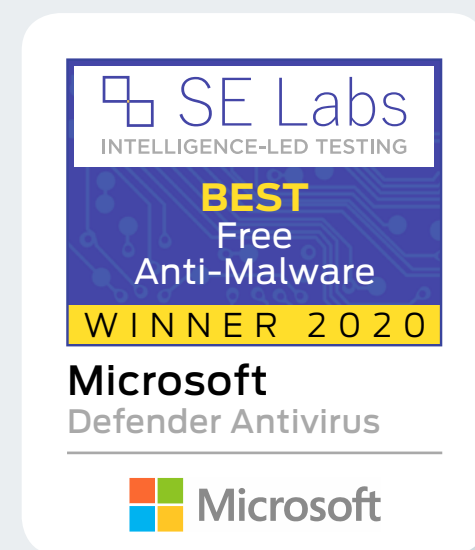 SE Labs
INTELLIGENCE-LED TESTING
BEST
Free
Anti-Malware
WINNER 2020
Microsoft
Defender Antivirus
Microsoft